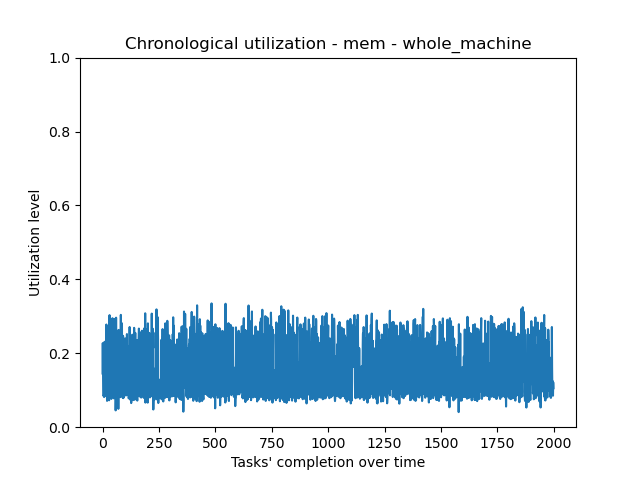 Chronological utilization - mem - whole_machine
1.0
0.8
0.6
0.4
0.2
0.0
Utilization level
0 250 500 750 1000 1250 1500 1750 2000
Tasks' completion over time